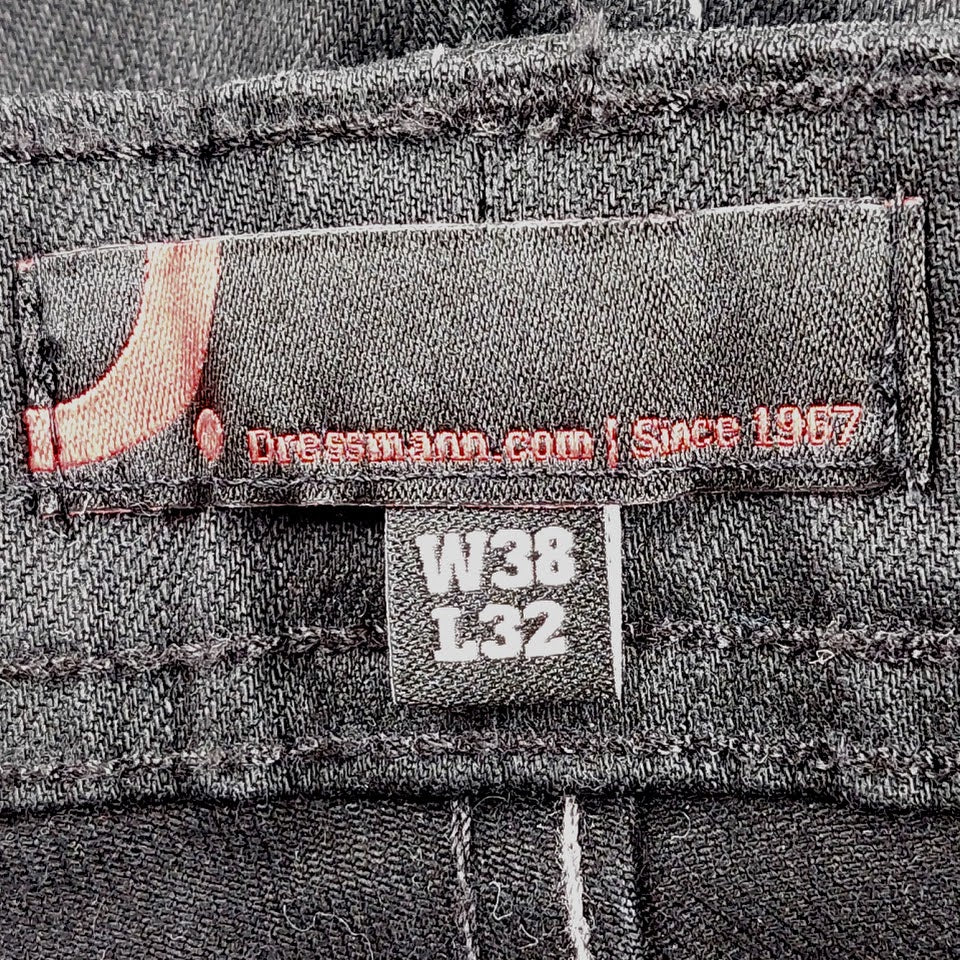 Dressmann.com | Since 1967
W38
L32